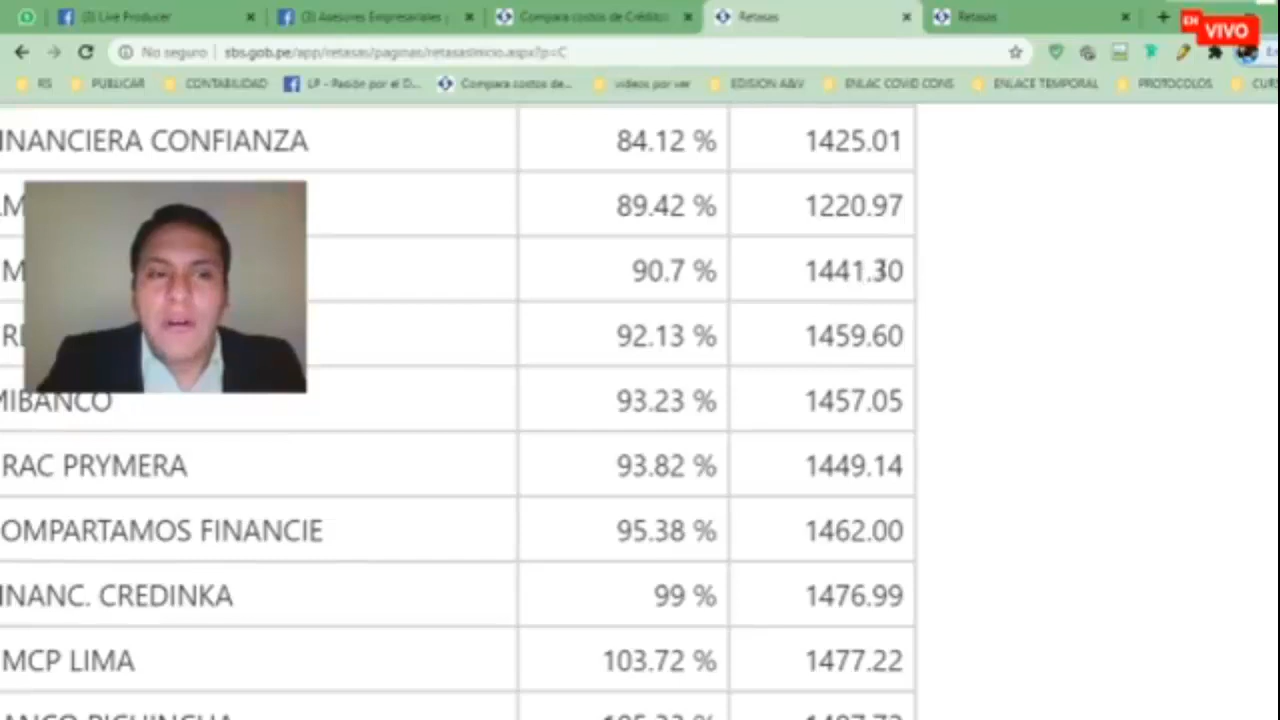 (3) Live Producer
(3) Asesores Empresariales y
Compara costos de Créditos
Retasas
Retasas
EN VIVO
No seguro
sbs.gob.pe/app/retasas/paginas/retasasInicio.aspx?p=C
RS
PUBLICAR
CONTABILIDAD
LP - Pasión por el D...
Compara costos de...
videos por ver
EDISION A&V
ENLAC COVID CONS
ENLACE TEMPORAL
PROTOCOLOS
INANCIERA CONFIANZA 84.12 % 1425.01
89.42 % 1220.97
90.7 % 1441.30
92.13 % 1459.60
MIBANCO 93.23 % 1457.05
RAC PRYMERA 93.82 % 1449.14
OMPARTAMOS FINANCIE 95.38 % 1462.00
INANC. CREDINKA 99 % 1476.99
MCP LIMA 103.72 % 1477.22